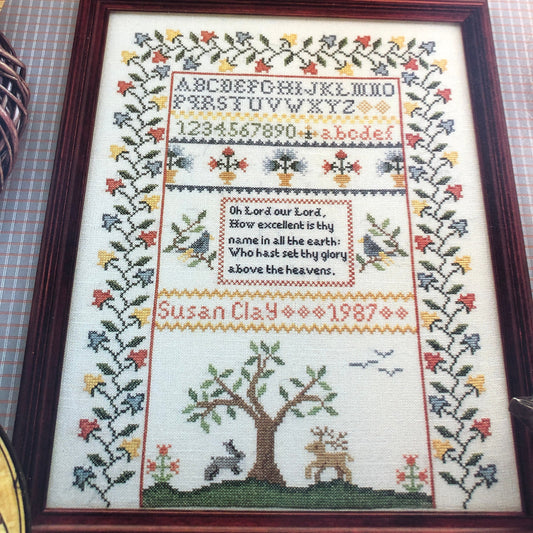 ABCDEFGHIJKLMNO
PQRSTUVWXYZ
1234567890 abcdef
Oh Lord our Lord,
How excellent is thy
name in all the earth:
Who hast set thy glory
above the heavens.
Susan Clay 1987